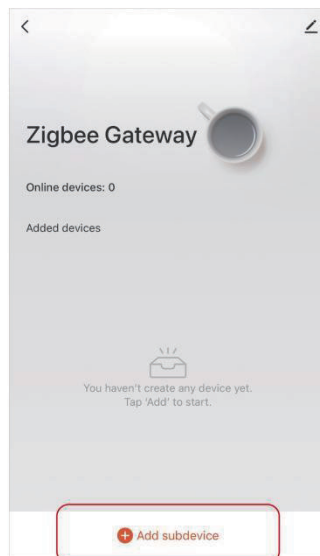 Zigbee Gateway
Online devices: 0
Added devices
You haven't create any device yet.
Tap 'Add' to start.
Add subdevice